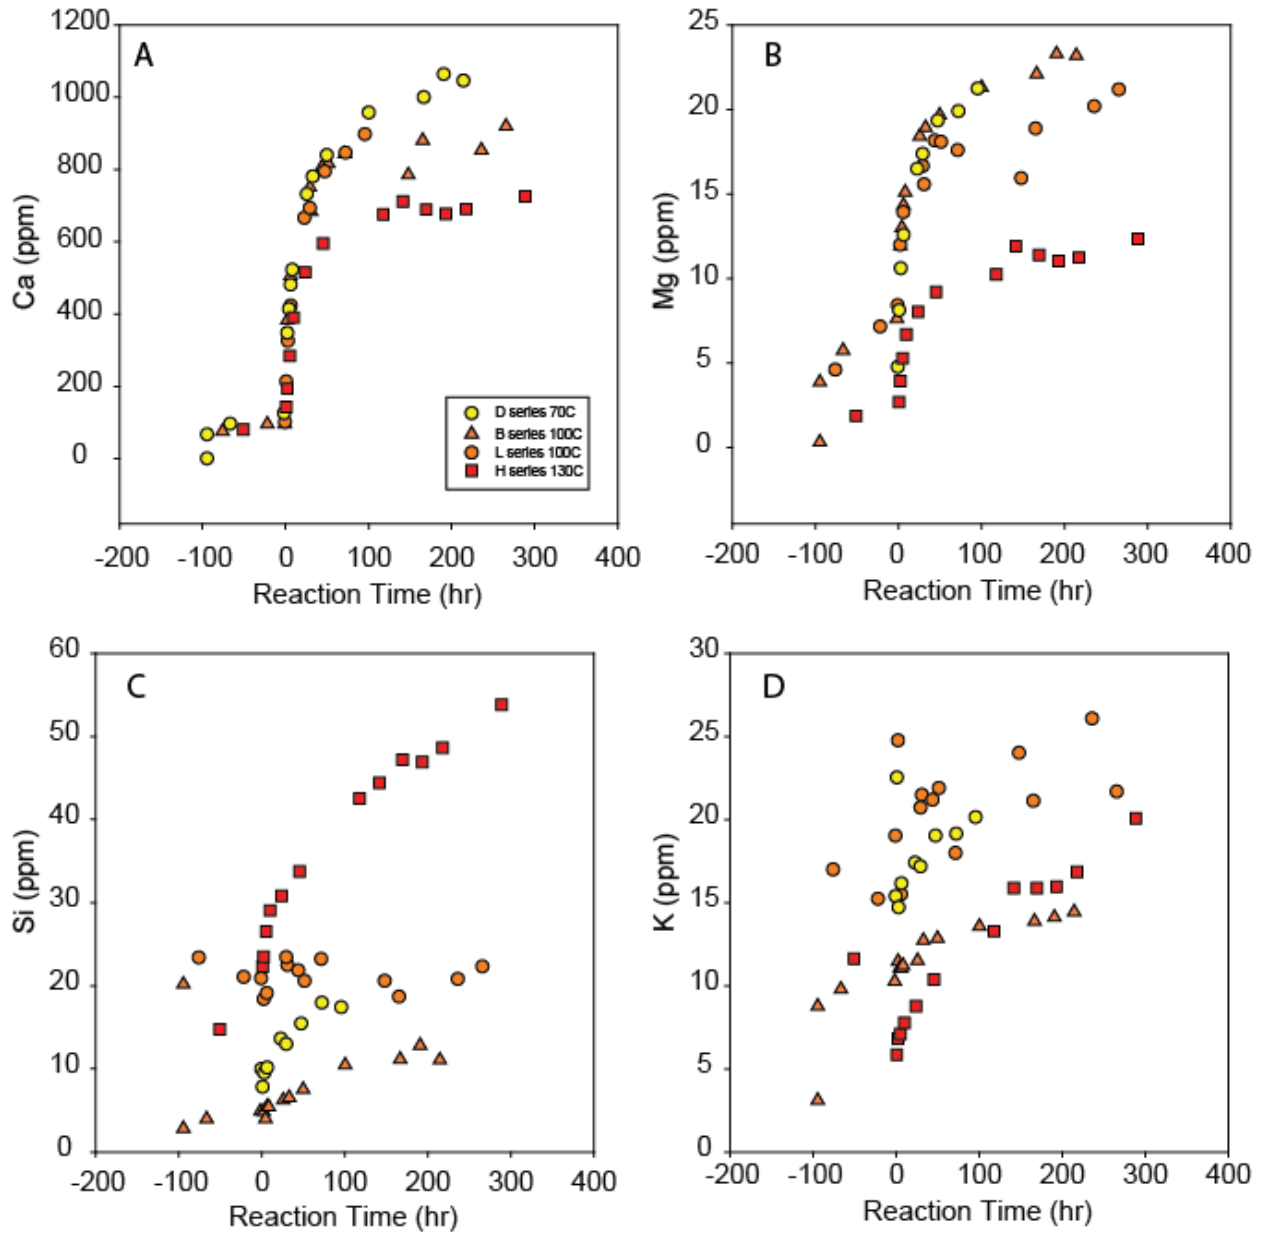 A
Ca (ppm)
1200
1000
800
600
400
200
0
D series 70C
B series 100C
L series 100C
H series 130C
-200 -100 0 100 200 300 400
Reaction Time (hr)
B
Mg (ppm)
25
20
15
10
5
0
-200 -100 0 100 200 300 400
Reaction Time (hr)
C
Si (ppm)
60
50
40
30
20
10
0
-200 -100 0 100 200 300 400
Reaction Time (hr)
D
K (ppm)
30
25
20
15
10
5
0
-200 -100 0 100 200 300 400
Reaction Time (hr)